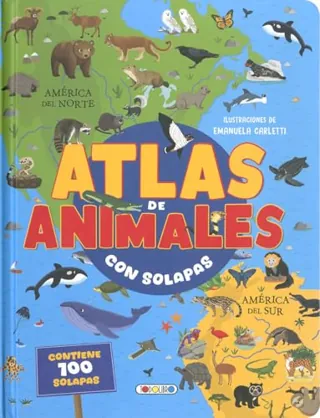 AMÉRICA
DEL NORTE
ILUSTRACIONES DE
EMANUELA CARLETTI
ATLAS
DE
ANIMALES
CON SOLAPAS
AMÉRICA
DEL SUR
CONTIENE
100
SOLAPAS
TODOLIBRO